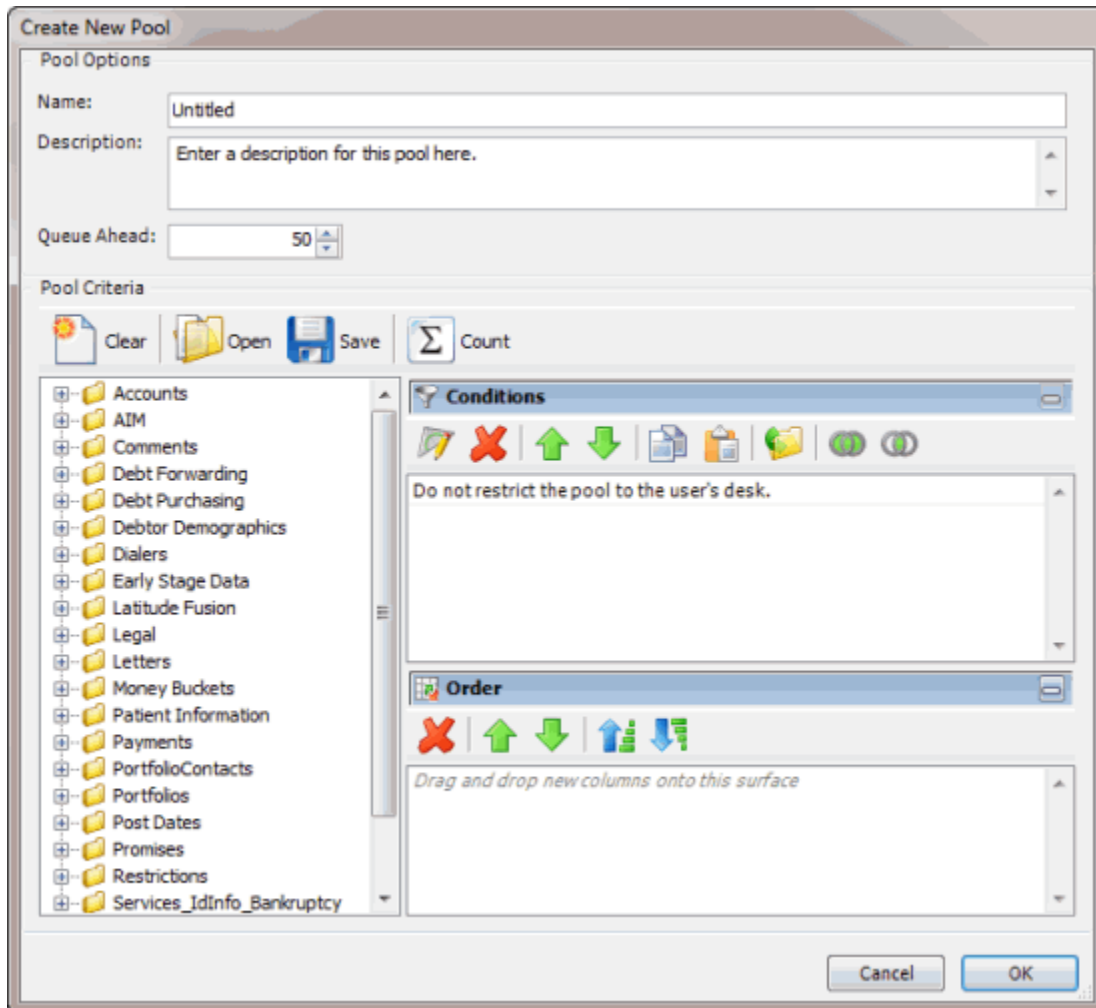 Create New Pool
Pool Options
Name:
Untitled
Description:
Enter a description for this pool here.
Queue Ahead:
50
Pool Criteria
Clear Open Save Σ Count
Accounts
AIM
Comments
Debt Forwarding
Debt Purchasing
Debtor Demographics
Dialers
Early Stage Data
Latitude Fusion
Legal
Letters
Money Buckets
Patient Information
Payments
PortfolioContacts
Portfolios
Post Dates
Promises
Restrictions
Services_IdInfo_Bankruptcy
Conditions
Do not restrict the pool to the user's desk.
Order
Drag and drop new columns onto this surface
Cancel OK